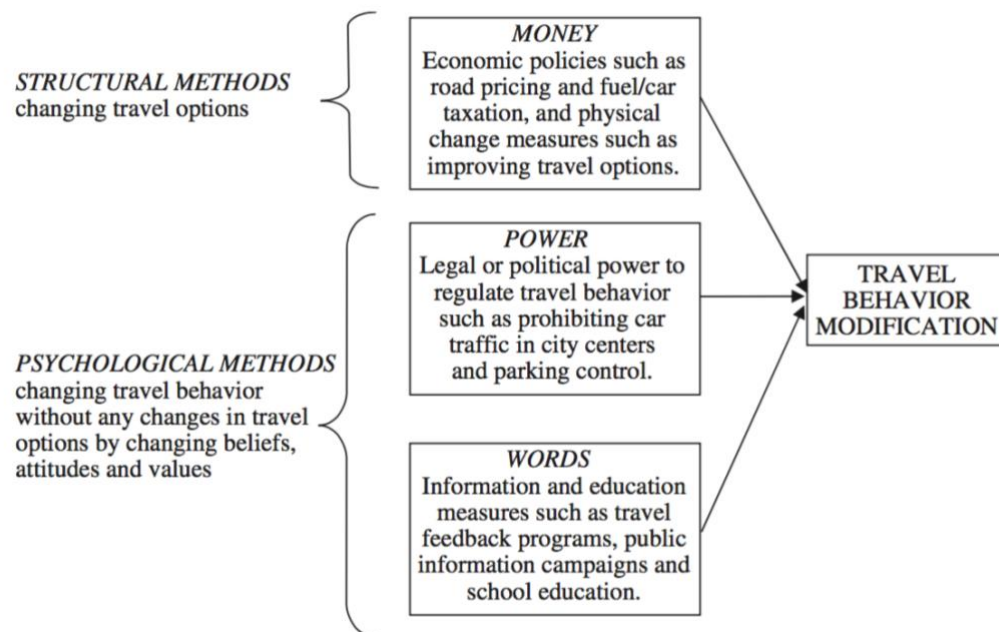 STRUCTURAL METHODS
changing travel options
MONEY
Economic policies such as
road pricing and fuel/car
taxation, and physical
change measures such as
improving travel options.
PSYCHOLOGICAL METHODS
changing travel behavior
without any changes in travel
options by changing beliefs,
attitudes and values
POWER
Legal or political power to
regulate travel behavior
such as prohibiting car
traffic in city centers
and parking control.
WORDS
Information and education
measures such as travel
feedback programs, public
information campaigns and
school education.
TRAVEL
BEHAVIOR
MODIFICATION